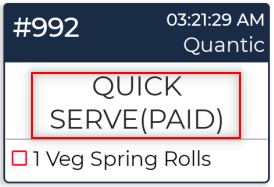 #992
03:21:29 AM
Quantic
QUICK
SERVE(PAID)
1 Veg Spring Rolls